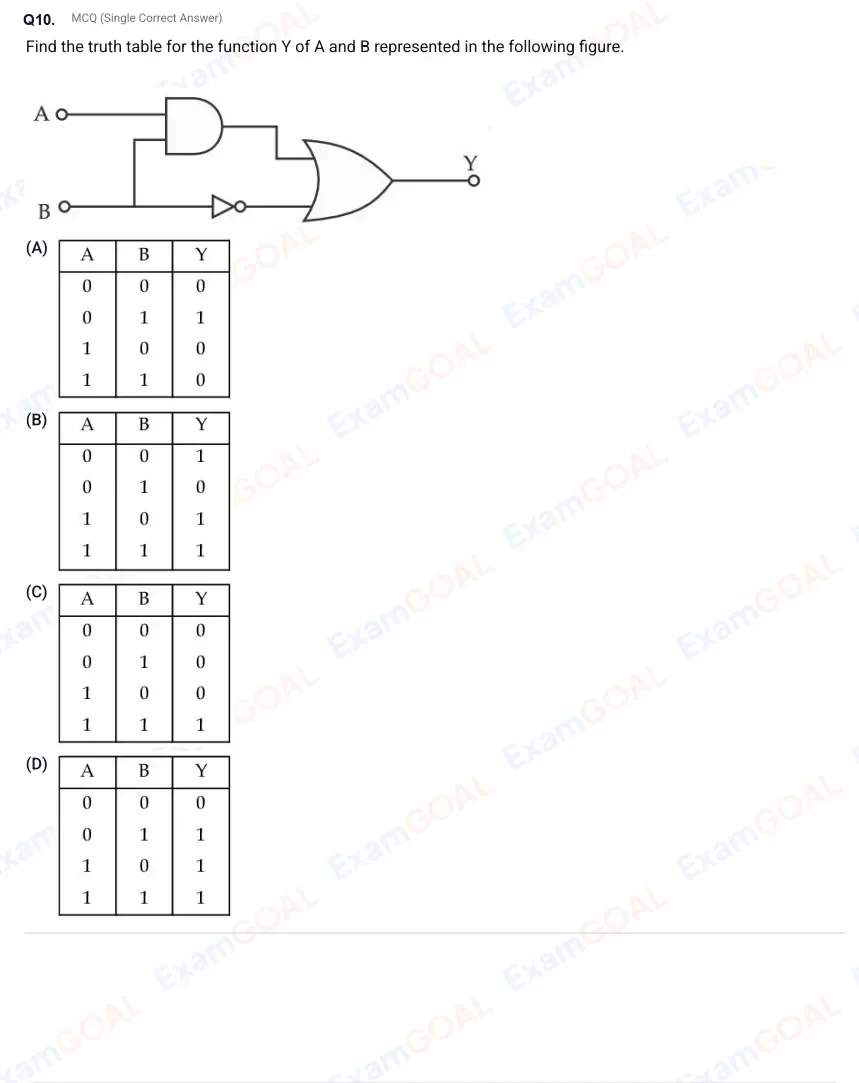 Q10. MCQ (Single Correct Answer)
Find the truth table for the function Y of A and B represented in the following figure.
A
Y
B
(A)
A B Y
0 0 0
0 1 1
1 0 0
1 1 0
(B)
A B Y
0 0 1
0 1 0
1 0 1
1 1 1
(C)
A B Y
0 0 0
0 1 0
1 0 0
1 1 1
(D)
A B Y
0 0 0
0 1 1
1 0 1
1 1 1
ExamGOAL